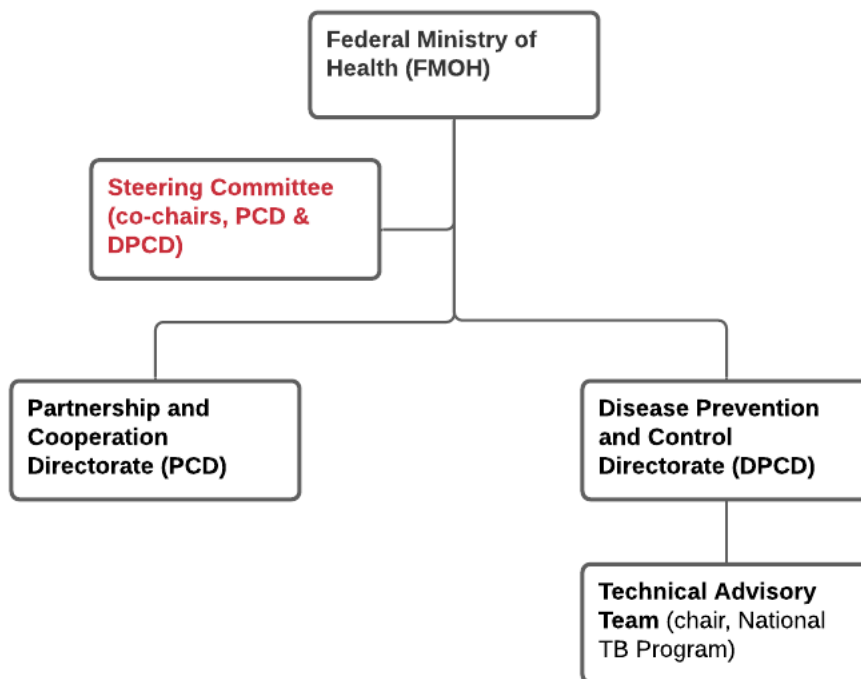 Federal Ministry of
Health (FMOH)
Steering Committee
(co-chairs, PCD &
DPCD)
Partnership and
Cooperation
Directorate (PCD)
Disease Prevention
and Control
Directorate (DPCD)
Technical Advisory
Team (chair, National
TB Program)